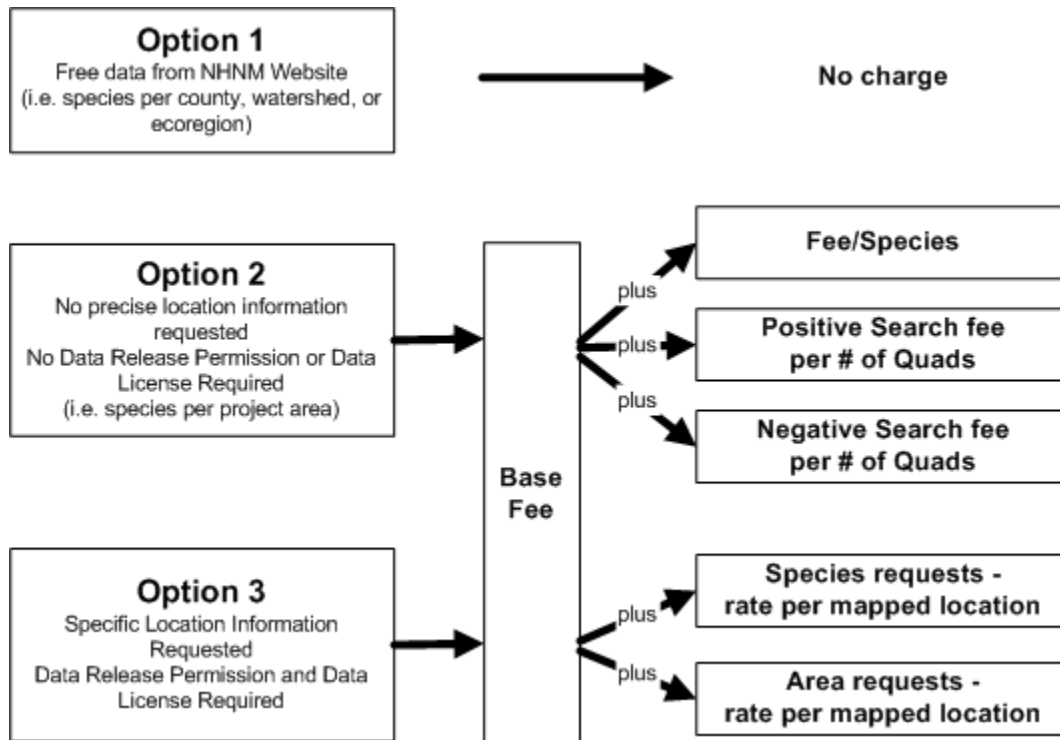 Option 1
Free data from NHNM Website
(i.e. species per county, watershed, or
ecoregion)
No charge
Option 2
No precise location information
requested
No Data Release Permission or Data
License Required
(i.e. species per project area)
Base
Fee
plus
Fee/Species
plus
Positive Search fee
per # of Quads
plus
Negative Search fee
per # of Quads
Option 3
Specific Location Information
Requested
Data Release Permission and Data
License Required
plus
Species requests -
rate per mapped location
plus
Area requests -
rate per mapped location